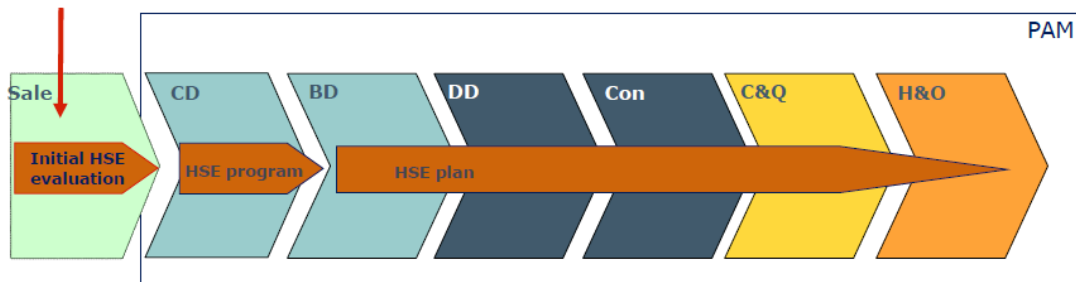 PAM
Sale
CD
BD
DD
Con
C&Q
H&O
Initial HSE
evaluation
HSE program
HSE plan